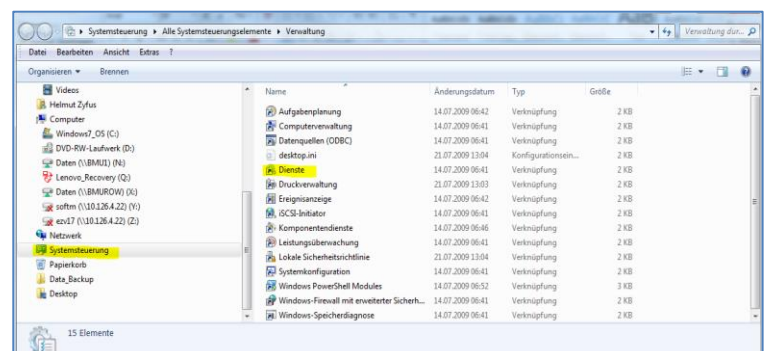 Systemsteuerung ▸ Alle Systemsteuerungselemente ▸ Verwaltung
Verwaltung dur...
Datei Bearbeiten Ansicht Extras ?
Organisieren Brennen
Videos
Helmut Zyfus
Computer
Windows7_OS (C:)
DVD-RW-Laufwerk (D:)
Daten (\\BMU1) (N:)
Lenovo_Recovery (Q:)
Daten (\\BMUROW) (X:)
softm (\\10.126.4.22) (Y:)
ezv17 (\\10.126.4.22) (Z:)
Netzwerk
Systemsteuerung
Papierkorb
Data_Backup
Desktop
Name Änderungsdatum Typ Größe
Aufgabenplanung 14.07.2009 06:42 Verknüpfung 2 KB
Computerverwaltung 14.07.2009 06:41 Verknüpfung 2 KB
Datenquellen (ODBC) 14.07.2009 06:41 Verknüpfung 2 KB
desktop.ini 21.07.2009 13:04 Konfigurationsein... 2 KB
Dienste 14.07.2009 06:41 Verknüpfung 2 KB
Druckverwaltung 21.07.2009 13:03 Verknüpfung 2 KB
Ereignisanzeige 14.07.2009 06:42 Verknüpfung 2 KB
iSCSI-Initiator 14.07.2009 06:41 Verknüpfung 2 KB
Komponentendienste 14.07.2009 06:46 Verknüpfung 2 KB
Leistungsüberwachung 14.07.2009 06:41 Verknüpfung 2 KB
Lokale Sicherheitsrichtlinie 21.07.2009 13:04 Verknüpfung 2 KB
Systemkonfiguration 14.07.2009 06:41 Verknüpfung 2 KB
Windows PowerShell Modules 14.07.2009 06:52 Verknüpfung 3 KB
Windows-Firewall mit erweiterter Sicherh... 14.07.2009 06:41 Verknüpfung 2 KB
Windows-Speicherdiagnose 14.07.2009 06:41 Verknüpfung 2 KB
15 Elemente